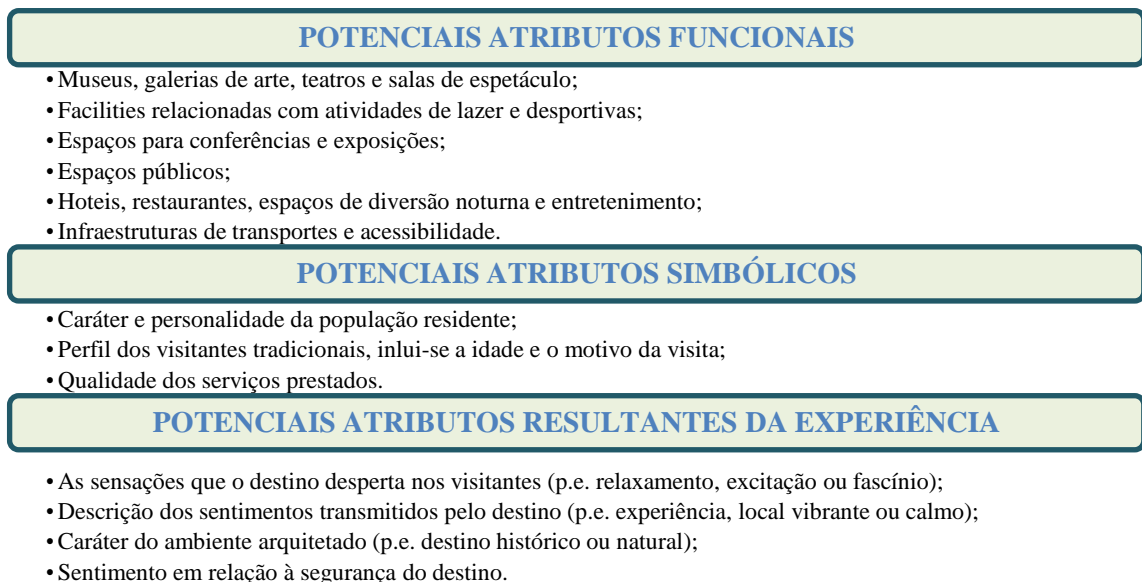 POTENCIAIS ATRIBUTOS FUNCIONAIS
• Museus, galerias de arte, teatros e salas de espetáculo;
• Facilities relacionadas com atividades de lazer e desportivas;
• Espaços para conferências e exposições;
• Espaços públicos;
• Hoteis, restaurantes, espaços de diversão noturna e entretenimento;
• Infraestruturas de transportes e acessibilidade.
POTENCIAIS ATRIBUTOS SIMBÓLICOS
• Caráter e personalidade da população residente;
• Perfil dos visitantes tradicionais, inlui-se a idade e o motivo da visita;
• Qualidade dos serviços prestados.
POTENCIAIS ATRIBUTOS RESULTANTES DA EXPERIÊNCIA
• As sensações que o destino desperta nos visitantes (p.e. relaxamento, excitação ou fascínio);
• Descrição dos sentimentos transmitidos pelo destino (p.e. experiência, local vibrante ou calmo);
• Caráter do ambiente arquitetado (p.e. destino histórico ou natural);
• Sentimento em relação à segurança do destino.